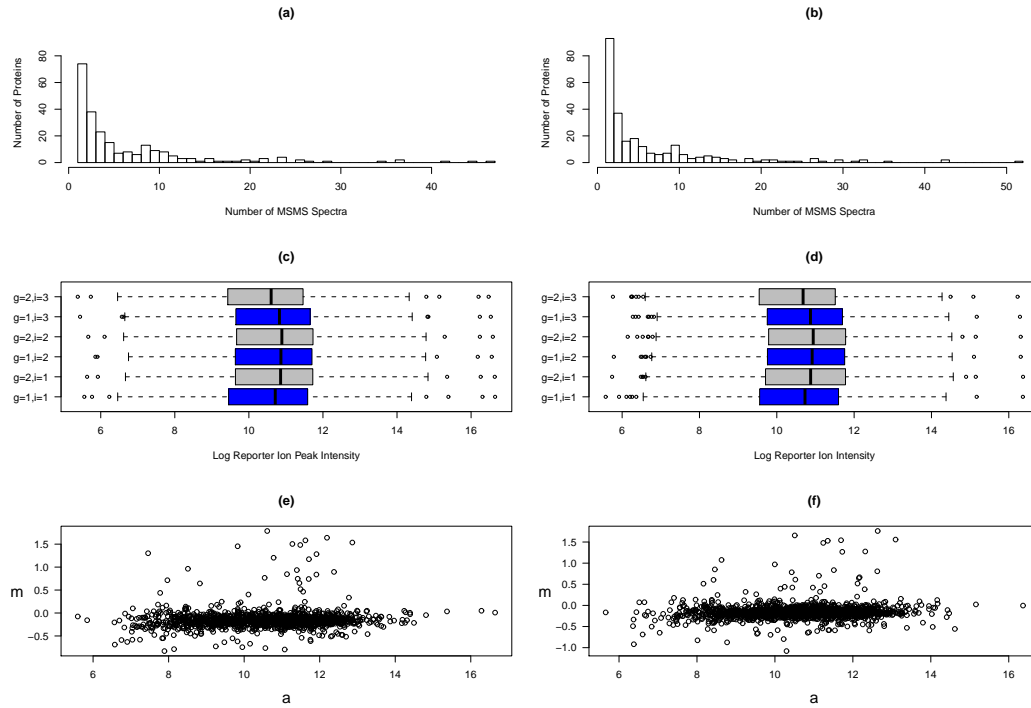 (a)
Number of Proteins
0 20 40 60 80
0 10 20 30 40
Number of MSMS Spectra
(b)
Number of Proteins
0 20 40 60 80
0 10 20 30 40 50
Number of MSMS Spectra
(c)
g=2,i=3
g=1,i=3
g=2,i=2
g=1,i=2
g=2,i=1
g=1,i=1
6 8 10 12 14 16
Log Reporter Ion Peak Intensity
(d)
g=2,i=3
g=1,i=3
g=2,i=2
g=1,i=2
g=2,i=1
g=1,i=1
6 8 10 12 14 16
Log Reporter Ion Intensity
(e)
m
1.5
1.0
0.5
0.0
−0.5
6 8 10 12 14 16
a
(f)
m
1.5
1.0
0.5
0.0
−0.5
−1.0
6 8 10 12 14 16
a